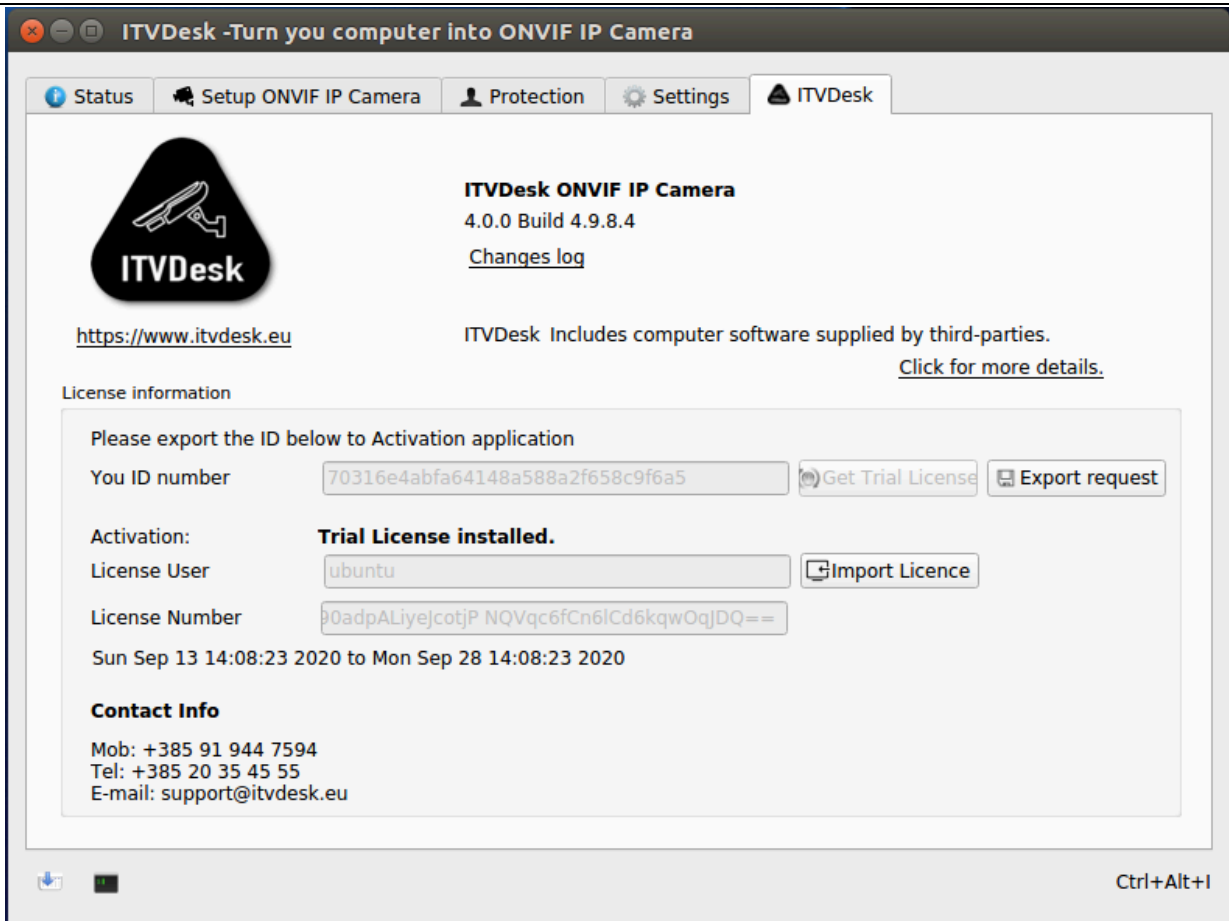 ITVDesk -Turn you computer into ONVIF IP Camera
Status Setup ONVIF IP Camera Protection Settings ITVDesk
ITVDesk
ITVDesk ONVIF IP Camera
4.0.0 Build 4.9.8.4
Changes log
https://www.itvdesk.eu
ITVDesk Includes computer software supplied by third-parties.
Click for more details.
License information
Please export the ID below to Activation application
You ID number 70316e4abfa64148a588a2f658c9f6a5 Get Trial License Export request
Activation: Trial License installed.
License User ubuntu Import Licence
License Number 90adpALiyeJcotjP NQVqc6fCn6lCd6kqwOqJDQ==
Sun Sep 13 14:08:23 2020 to Mon Sep 28 14:08:23 2020
Contact Info
Mob: +385 91 944 7594
Tel: +385 20 35 45 55
E-mail: support@itvdesk.eu
Ctrl+Alt+I